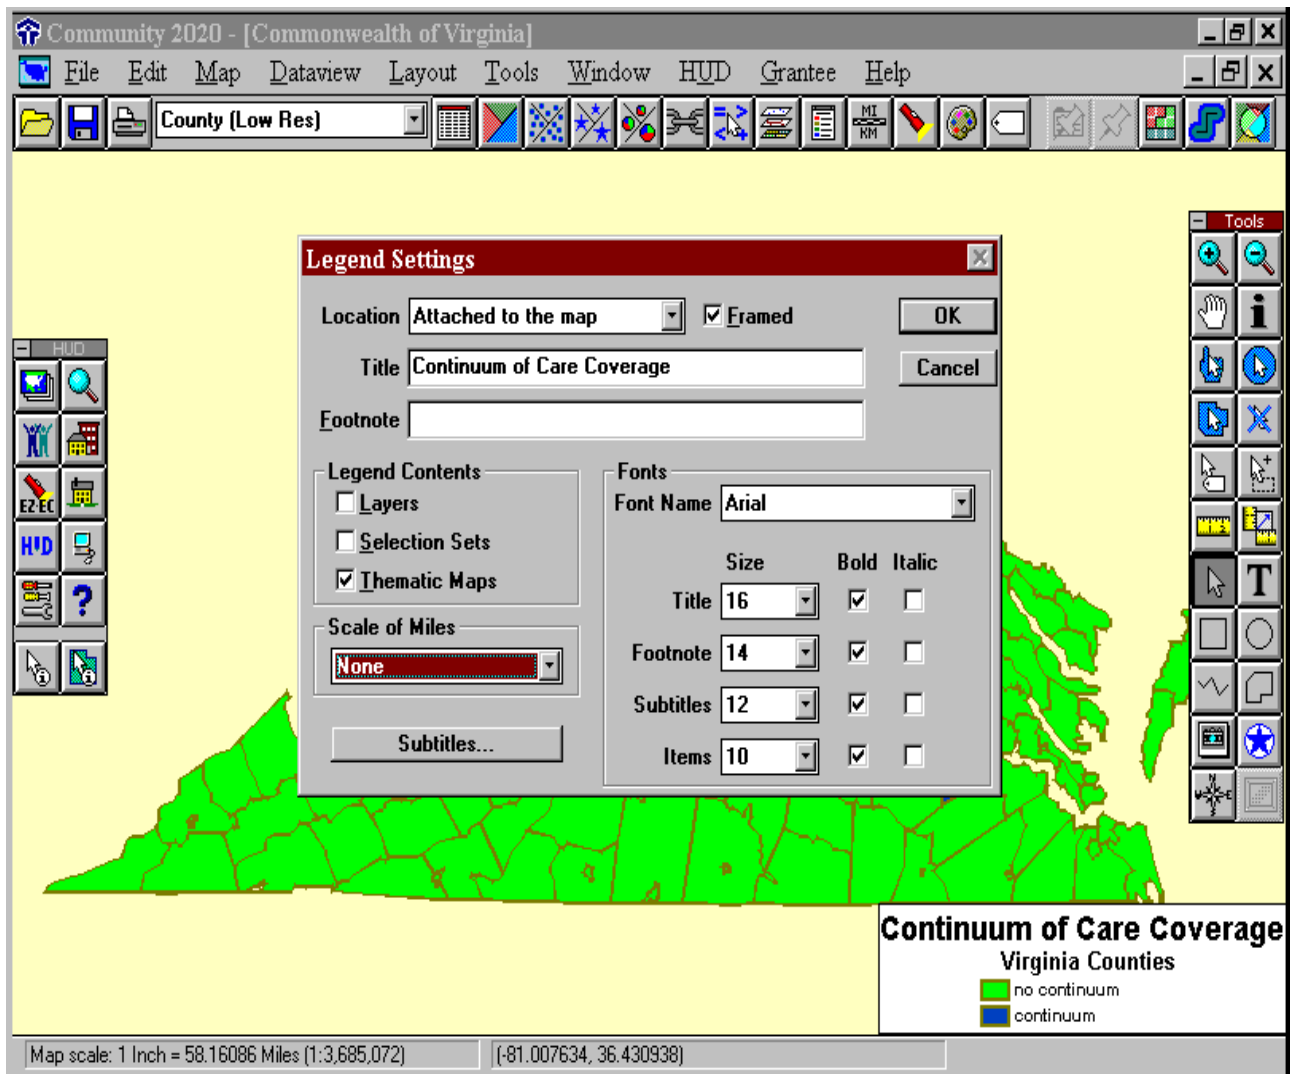 Community 2020 - [Commonwealth of Virginia]
File Edit Map Dataview Layout Tools Window HUD Grantee Help
County (Low Res)
MI
KM
Tools
Legend Settings
Location Attached to the map Framed OK
HUD
Title Continuum of Care Coverage Cancel
Footnote
Legend Contents Fonts
Layers Font Name Arial
EZ-EC
Selection Sets
HUD
Size Bold Italic
Thematic Maps
T
Title 16
Scale of Miles
Footnote 14
None
Subtitles 12
Subtitles...
Items 10
N
W E
S
Continuum of Care Coverage
Virginia Counties
no continuum
continuum
Map scale: 1 Inch = 58.16086 Miles (1:3,685,072) (-81.007634, 36.430938)